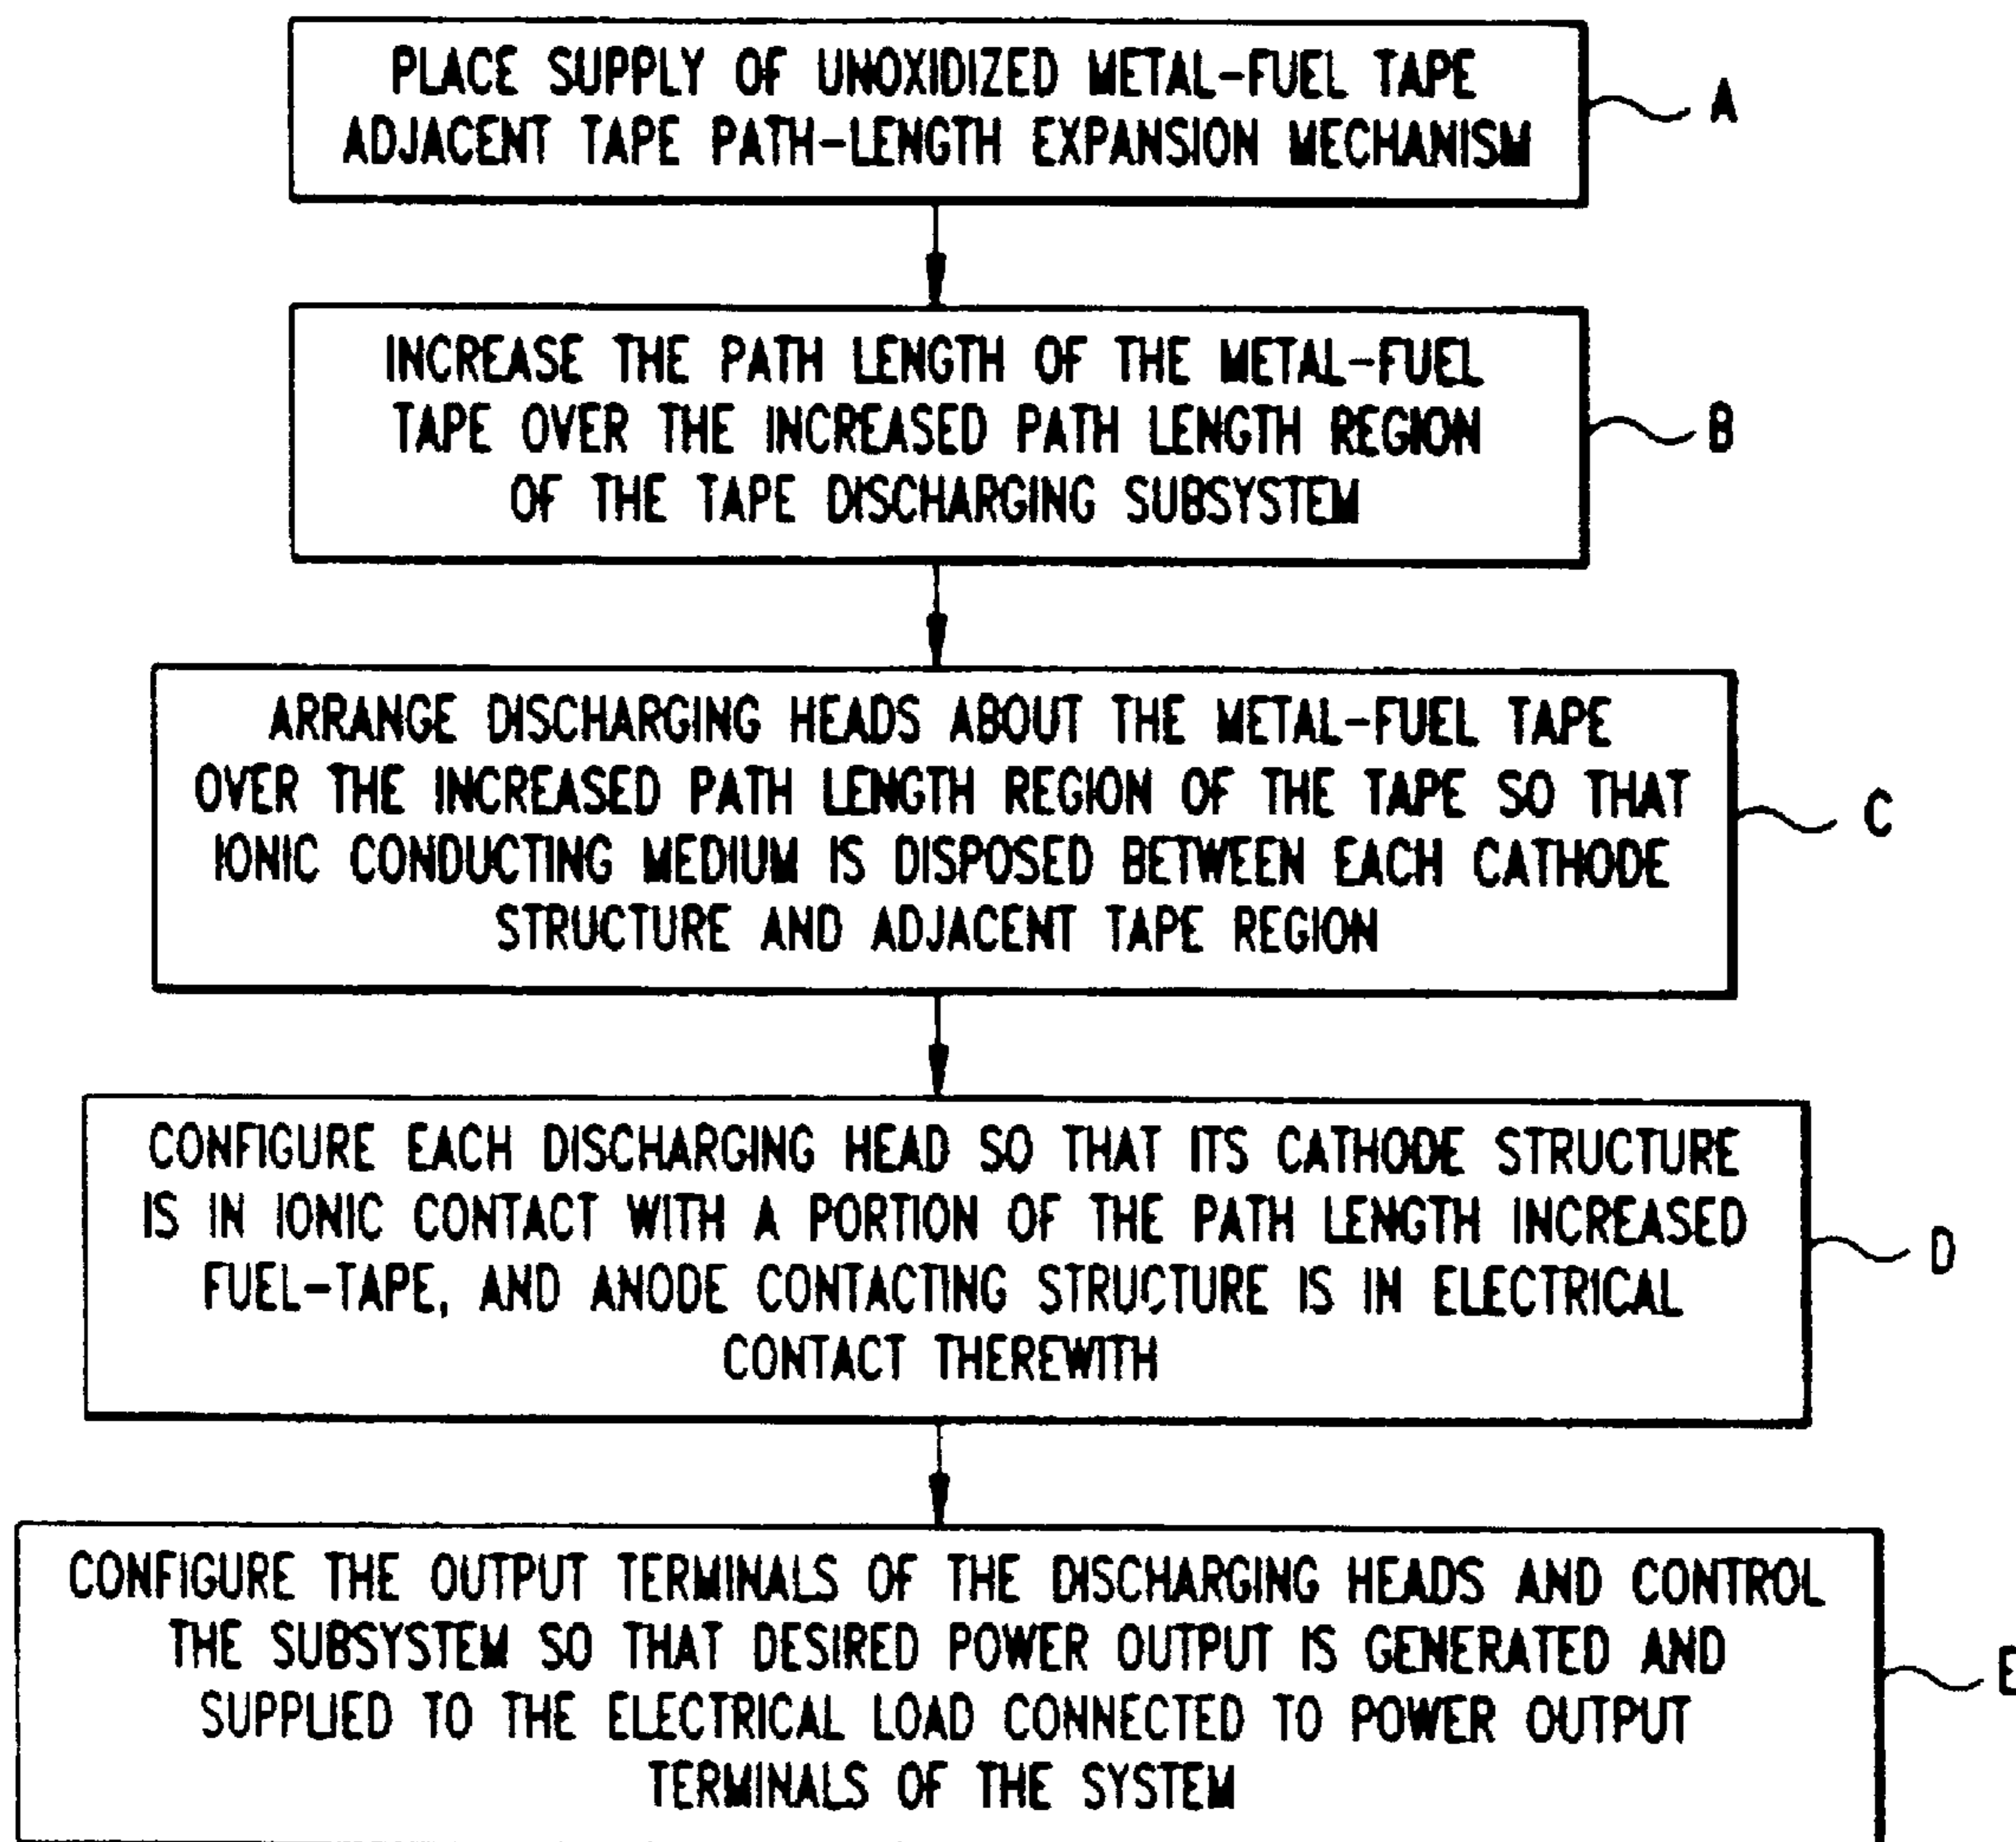 PLACE SUPPLY OF UNOXIDIZED METAL-FUEL TAPE
ADJACENT TAPE PATH-LENGTH EXPANSION MECHANISM
A
INCREASE THE PATH LENGTH OF THE METAL-FUEL
TAPE OVER THE INCREASED PATH LENGTH REGION
OF THE TAPE DISCHARGING SUBSYSTEM
B
ARRANGE DISCHARGING HEADS ABOUT THE METAL-FUEL TAPE
OVER THE INCREASED PATH LENGTH REGION OF THE TAPE SO THAT
IONIC CONDUCTING MEDIUM IS DISPOSED BETWEEN EACH CATHODE
STRUCTURE AND ADJACENT TAPE REGION
C
CONFIGURE EACH DISCHARGING HEAD SO THAT ITS CATHODE STRUCTURE
IS IN IONIC CONTACT WITH A PORTION OF THE PATH LENGTH INCREASED
FUEL-TAPE, AND ANODE CONTACTING STRUCTURE IS IN ELECTRICAL
CONTACT THEREWITH
D
CONFIGURE THE OUTPUT TERMINALS OF THE DISCHARGING HEADS AND CONTROL
THE SUBSYSTEM SO THAT DESIRED POWER OUTPUT IS GENERATED AND
SUPPLIED TO THE ELECTRICAL LOAD CONNECTED TO POWER OUTPUT
TERMINALS OF THE SYSTEM
E